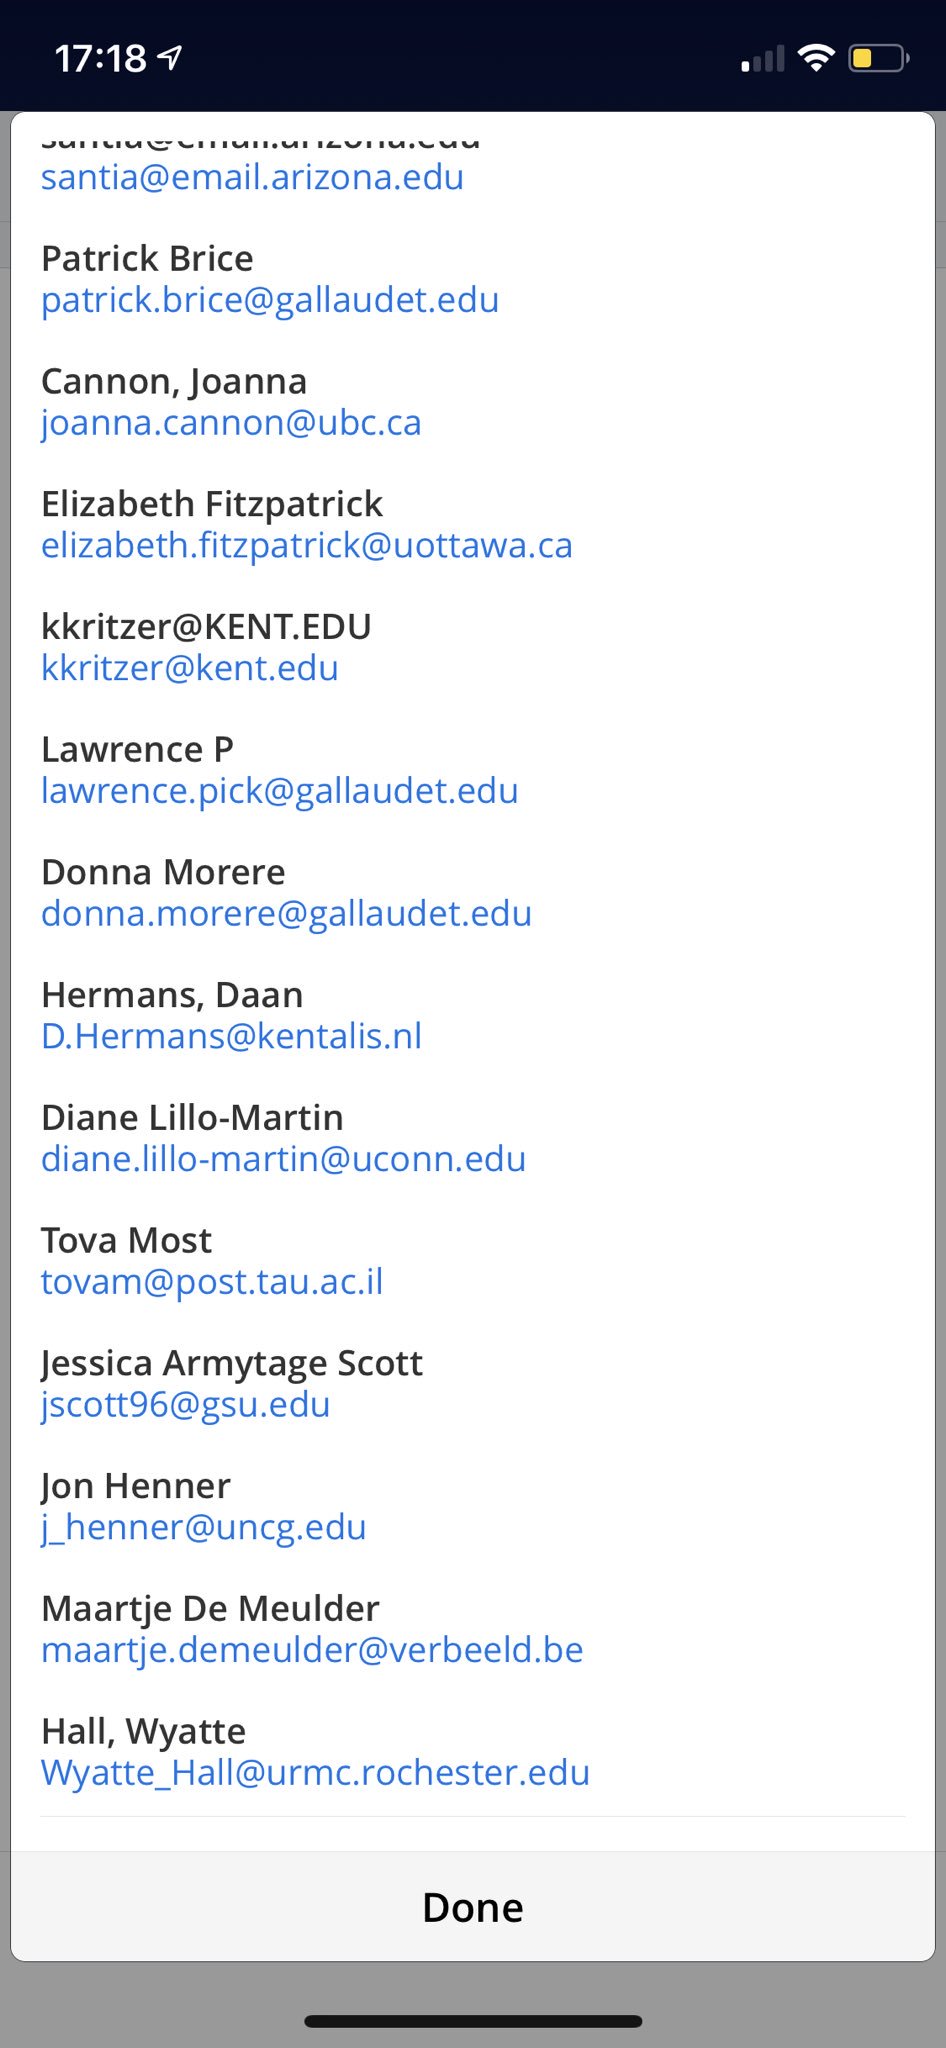 17:18
santia@email.arizona.edu
santia@email.arizona.edu
Patrick Brice
patrick.brice@gallaudet.edu
Cannon, Joanna
joanna.cannon@ubc.ca
Elizabeth Fitzpatrick
elizabeth.fitzpatrick@uottawa.ca
kkritzer@KENT.EDU
kkritzer@kent.edu
Lawrence P
lawrence.pick@gallaudet.edu
Donna Morere
donna.morere@gallaudet.edu
Hermans, Daan
D.Hermans@kentalis.nl
Diane Lillo-Martin
diane.lillo-martin@uconn.edu
Tova Most
tovam@post.tau.ac.il
Jessica Armytage Scott
jscott96@gsu.edu
Jon Henner
j_henner@uncg.edu
Maartje De Meulder
maartje.demeulder@verbeeld.be
Hall, Wyatte
Wyatte_Hall@urmc.rochester.edu
Done